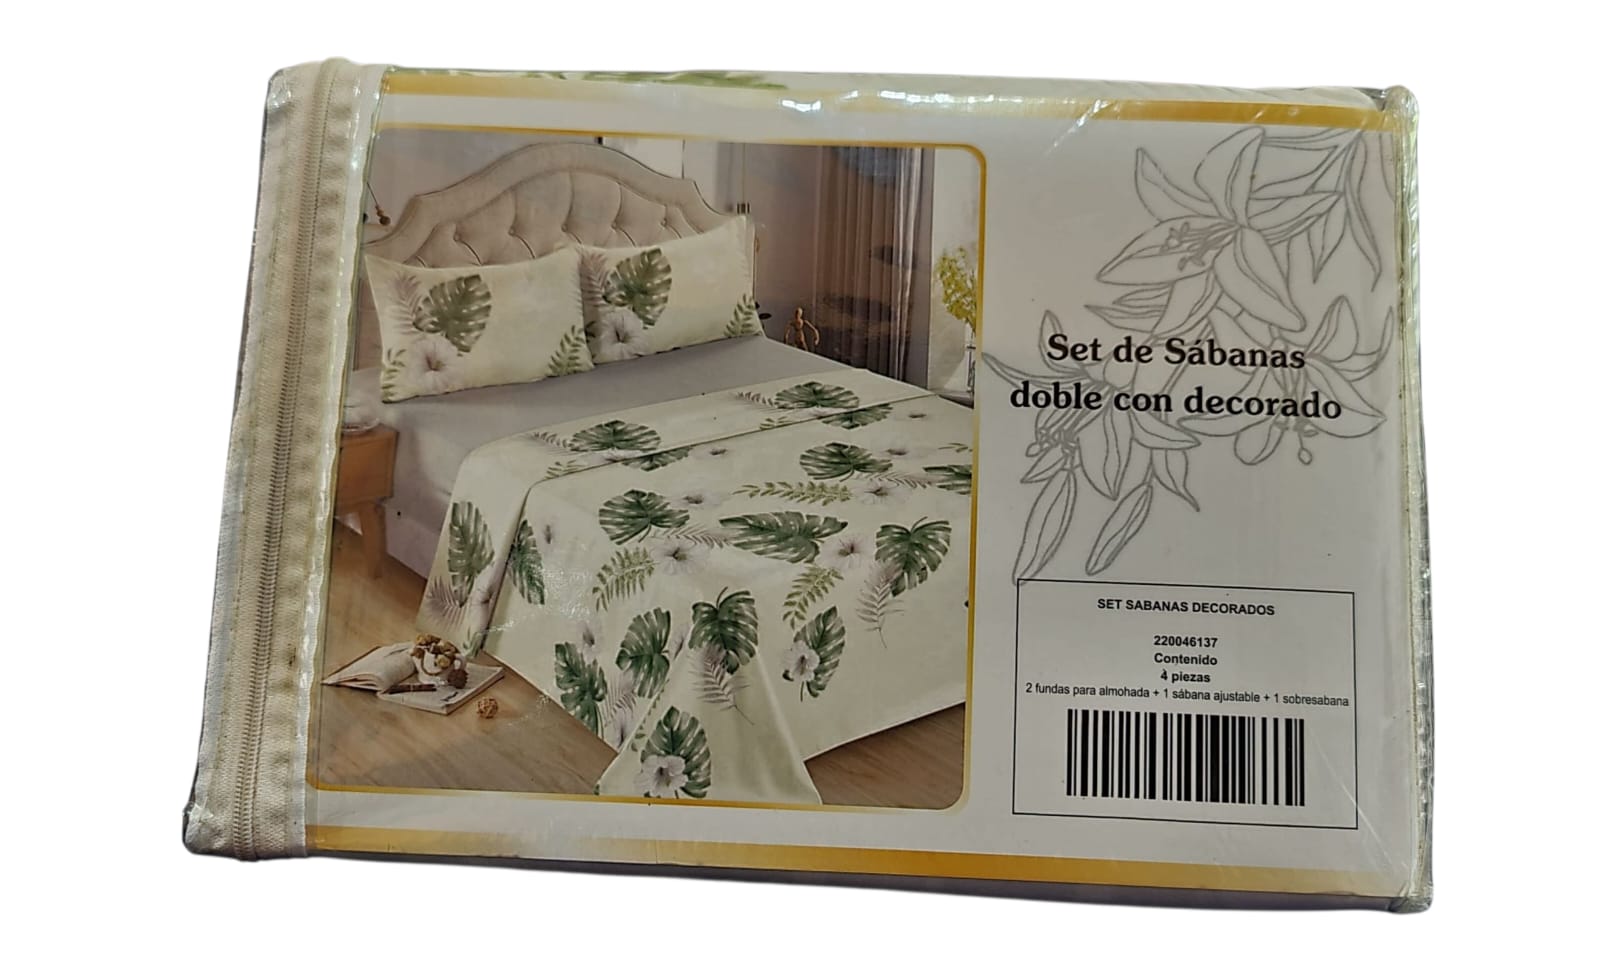 Set de Sábanas
doble con decorado
SET SABANAS DECORADOS
220046137
Contenido
4 piezas
2 fundas para almohada + 1 sábana ajustable + 1 sobresabana